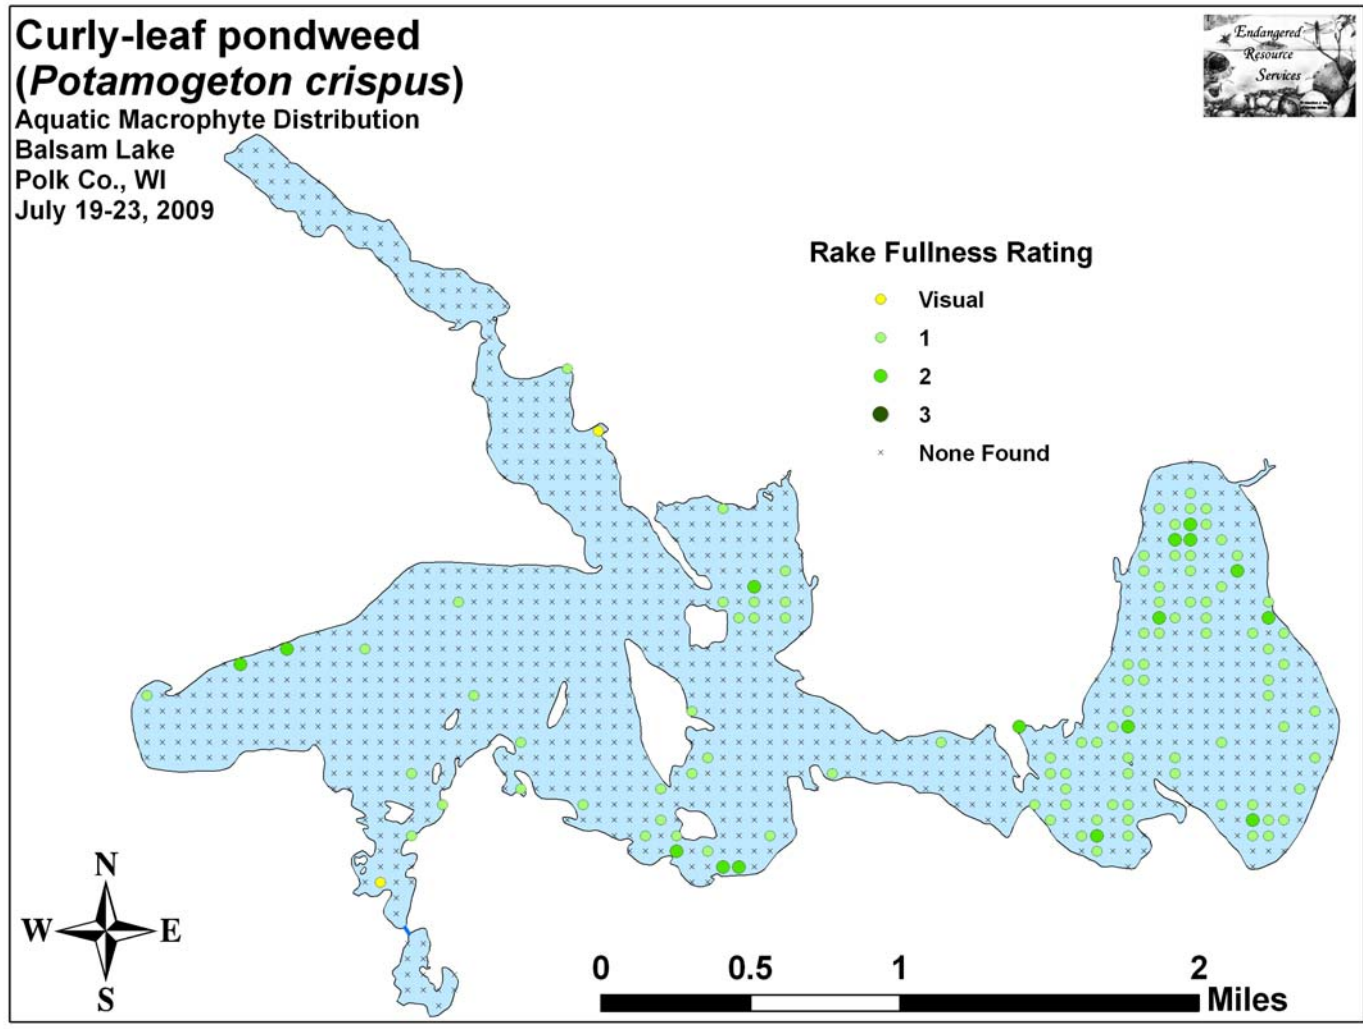 Curly-leaf pondweed
(Potamogeton crispus)
Aquatic Macrophyte Distribution
Balsam Lake
Polk Co., WI
July 19-23, 2009
Endangered
Resource
Services
Rake Fullness Rating
Visual
1
2
3
None Found
N
W E
S
0 0.5 1 2
Miles